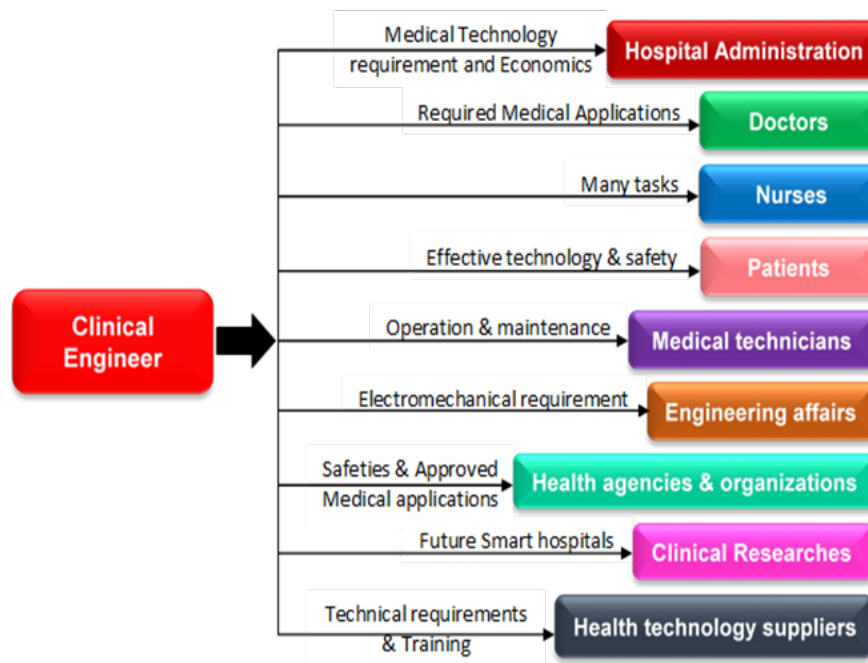 Medical Technology
requirement and Economics
Hospital Administration
Required Medical Applications
Doctors
Many tasks
Nurses
Effective technology & safety
Patients
Clinical
Engineer
Operation & maintenance
Medical technicians
Electromechanical requirement
Engineering affairs
Safeties & Approved
Medical applications
Health agencies & organizations
Future Smart hospitals
Clinical Researches
Technical requirements
& Training
Health technology suppliers